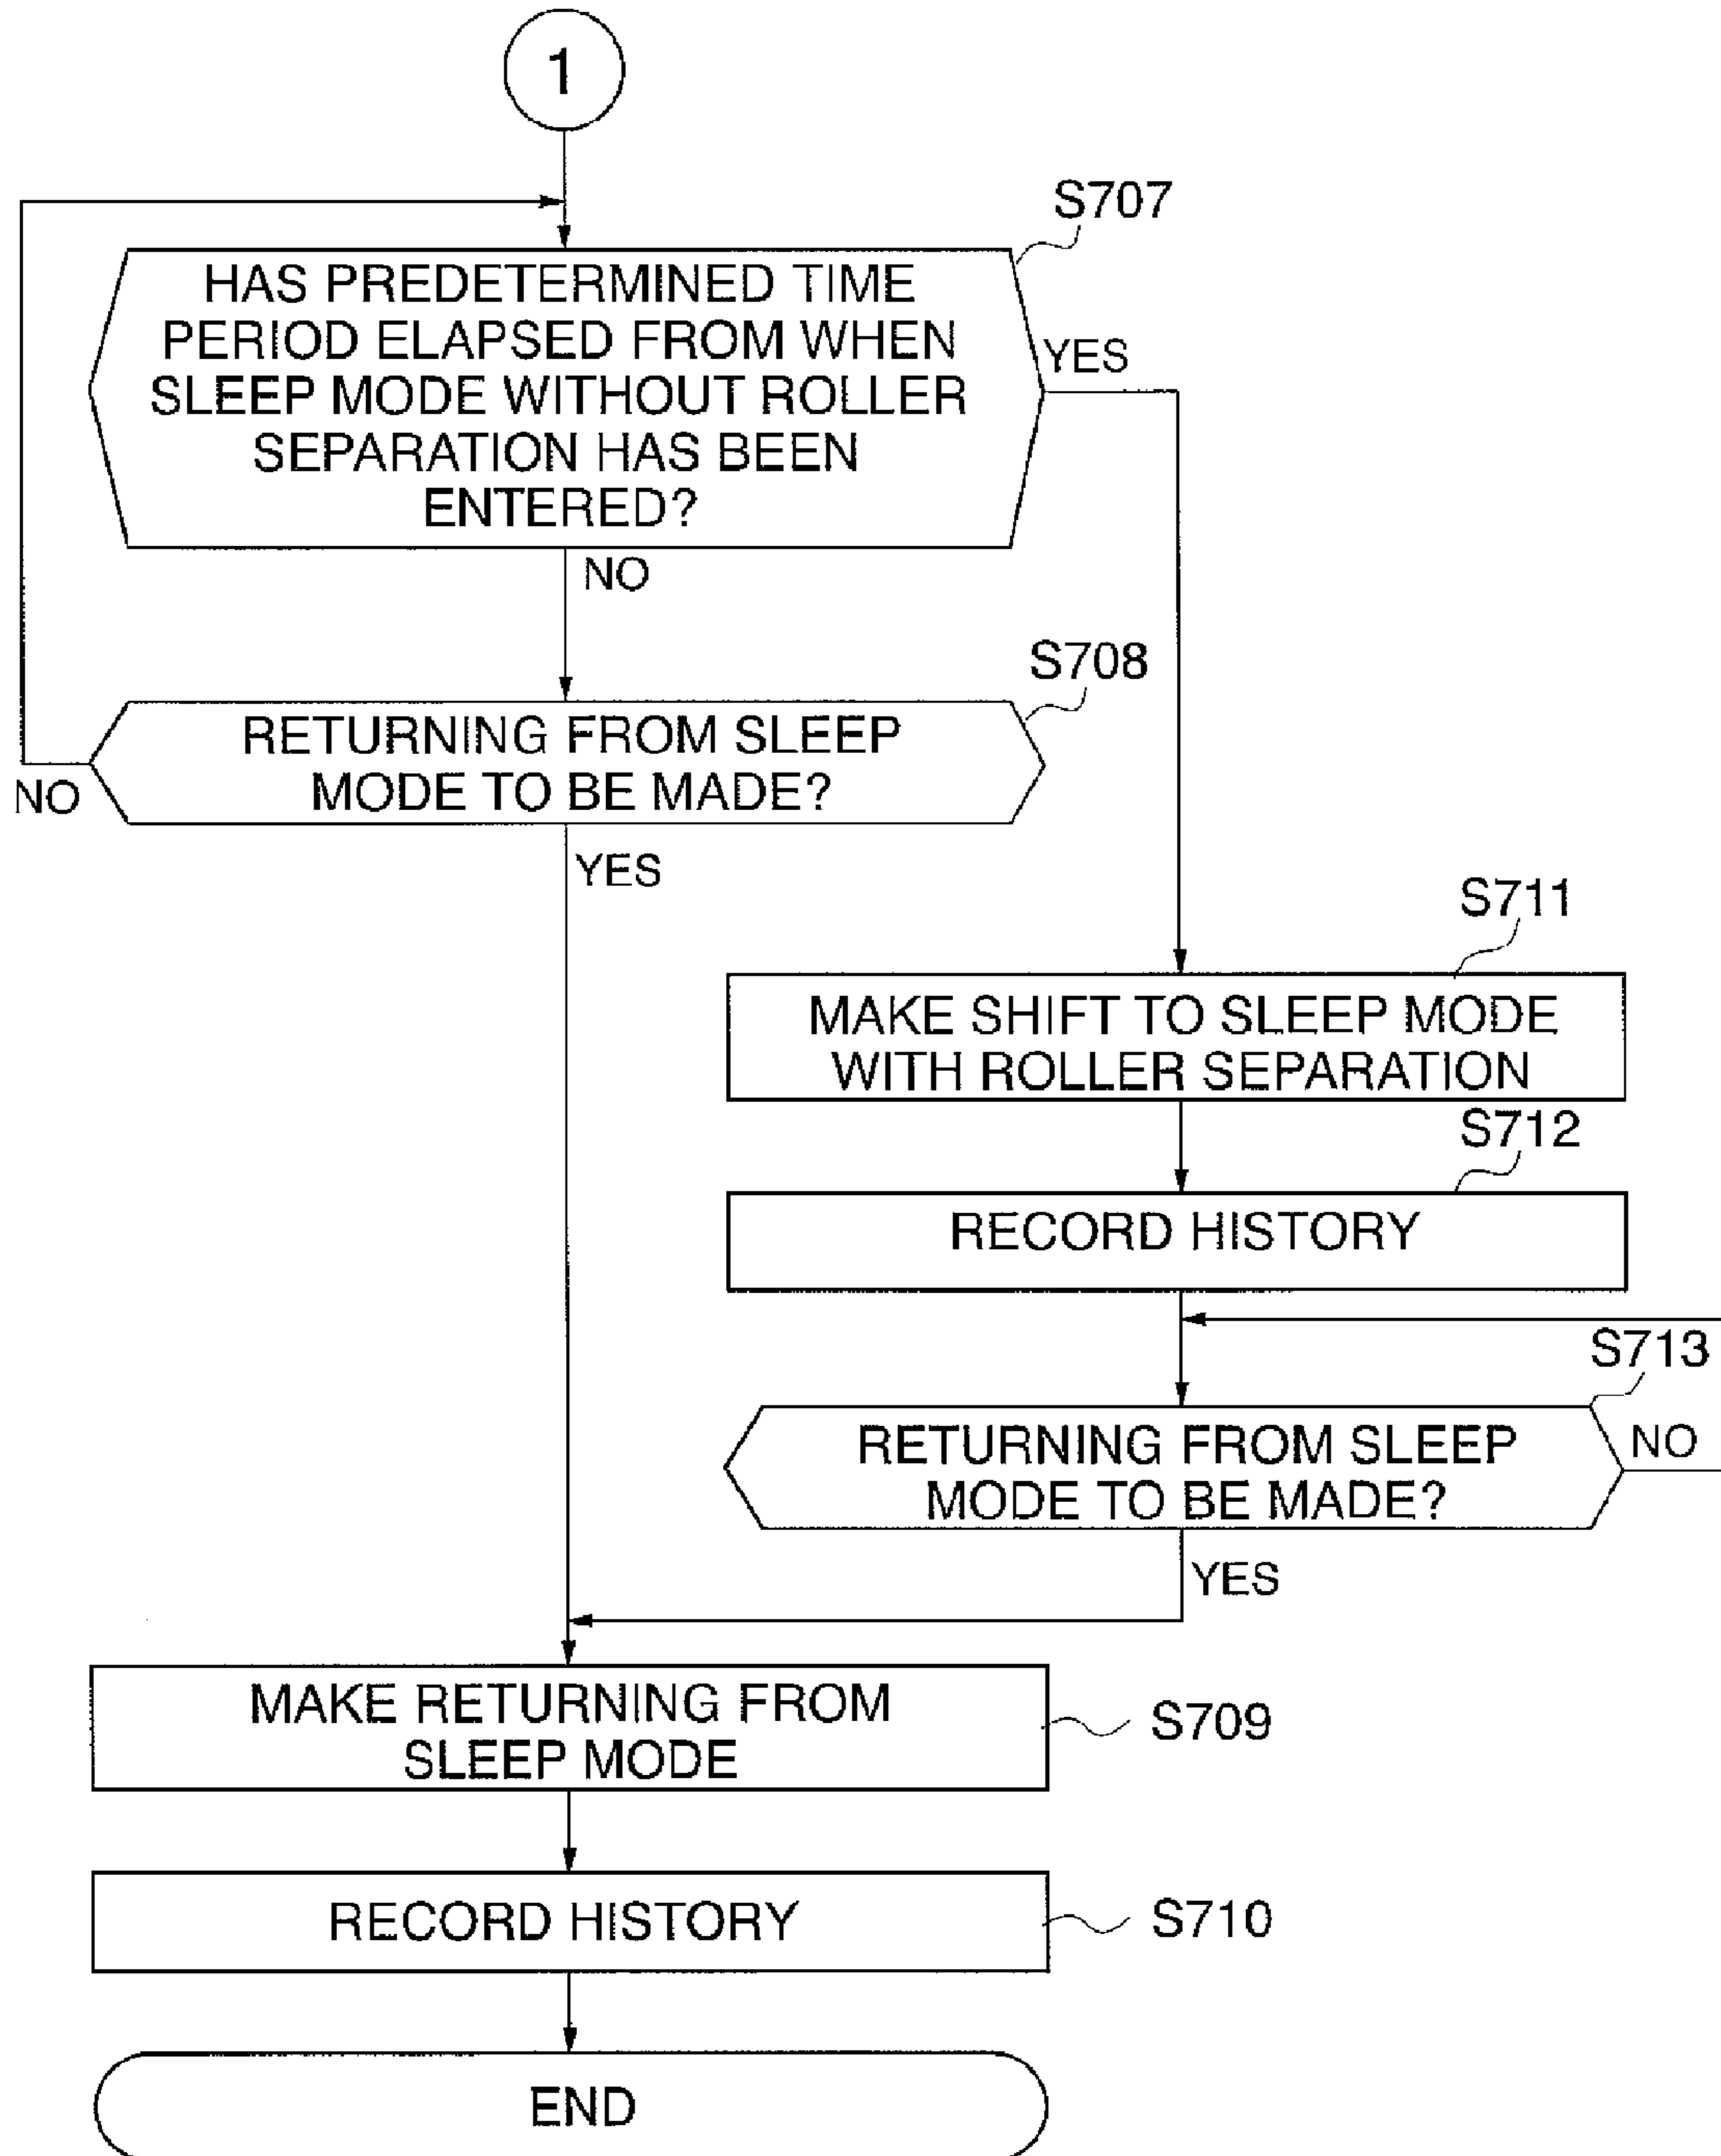 1
S707
HAS PREDETERMINED TIME
PERIOD ELAPSED FROM WHEN
SLEEP MODE WITHOUT ROLLER
SEPARATION HAS BEEN
ENTERED?
YES
NO
S708
RETURNING FROM SLEEP
MODE TO BE MADE?
NO
YES
S711
MAKE SHIFT TO SLEEP MODE
WITH ROLLER SEPARATION
S712
RECORD HISTORY
S713
RETURNING FROM SLEEP
MODE TO BE MADE?
NO
YES
MAKE RETURNING FROM
SLEEP MODE
S709
RECORD HISTORY
S710
END